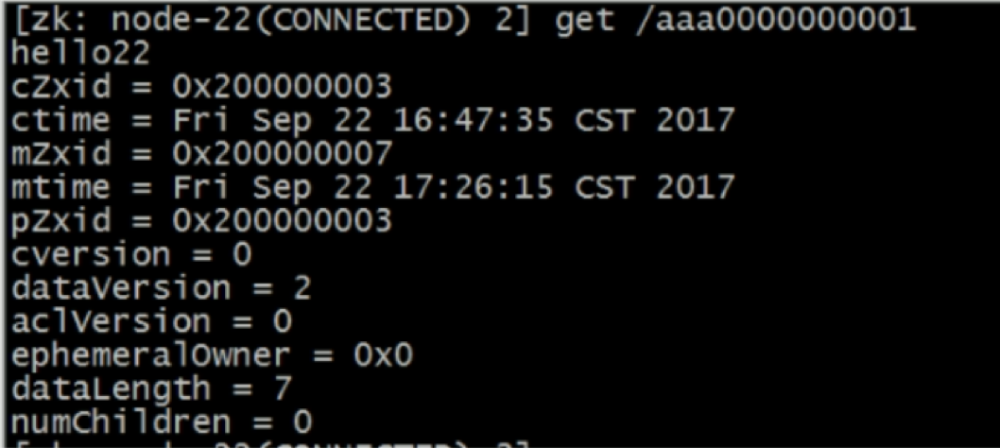 [zk: node-22(CONNECTED) 2] get /aaa0000000001
hello22
cZxid = 0x200000003
ctime = Fri Sep 22 16:47:35 CST 2017
mZxid = 0x200000007
mtime = Fri Sep 22 17:26:15 CST 2017
pZxid = 0x200000003
cversion = 0
dataVersion = 2
aclVersion = 0
ephemeralOwner = 0x0
dataLength = 7
numChildren = 0